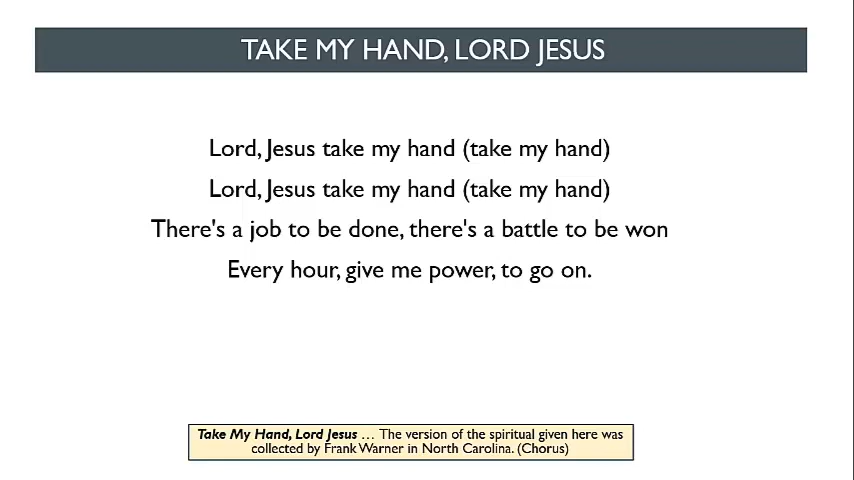 TAKE MY HAND, LORD JESUS
Lord, Jesus take my hand (take my hand)
Lord, Jesus take my hand (take my hand)
There's a job to be done, there's a battle to be won
Every hour, give me power, to go on.
Take My Hand, Lord Jesus ... The version of the spiritual given here was
collected by Frank Warner in North Carolina. (Chorus)